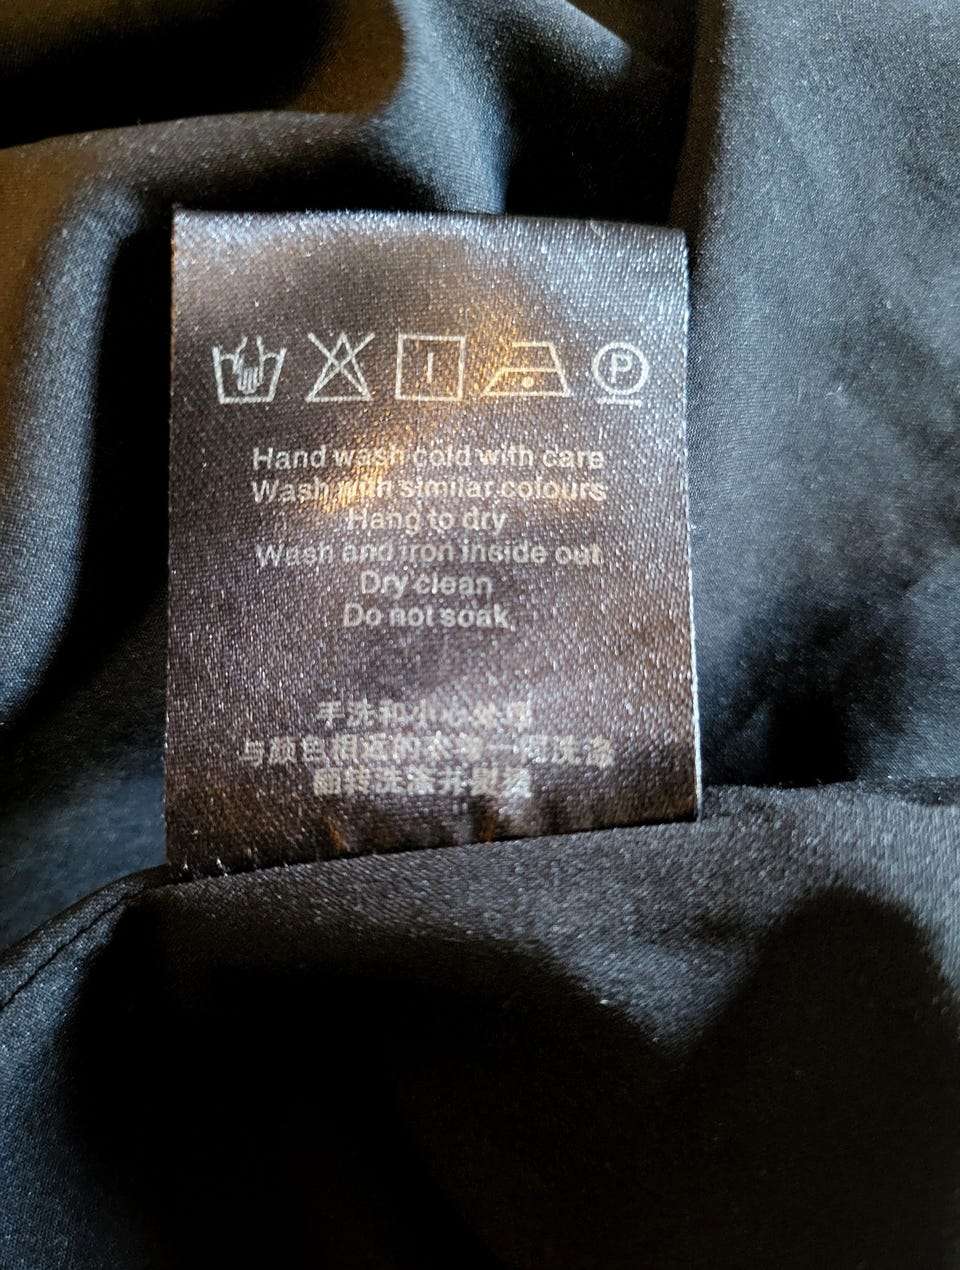 P
Hand wash cold with care
Wash with similar colours
Hang to dry
Wash and iron inside out
Dry clean
Do not soak
手洗和小心处理
与颜色相近的衣等一同洗涤
翻转洗涤并熨烫